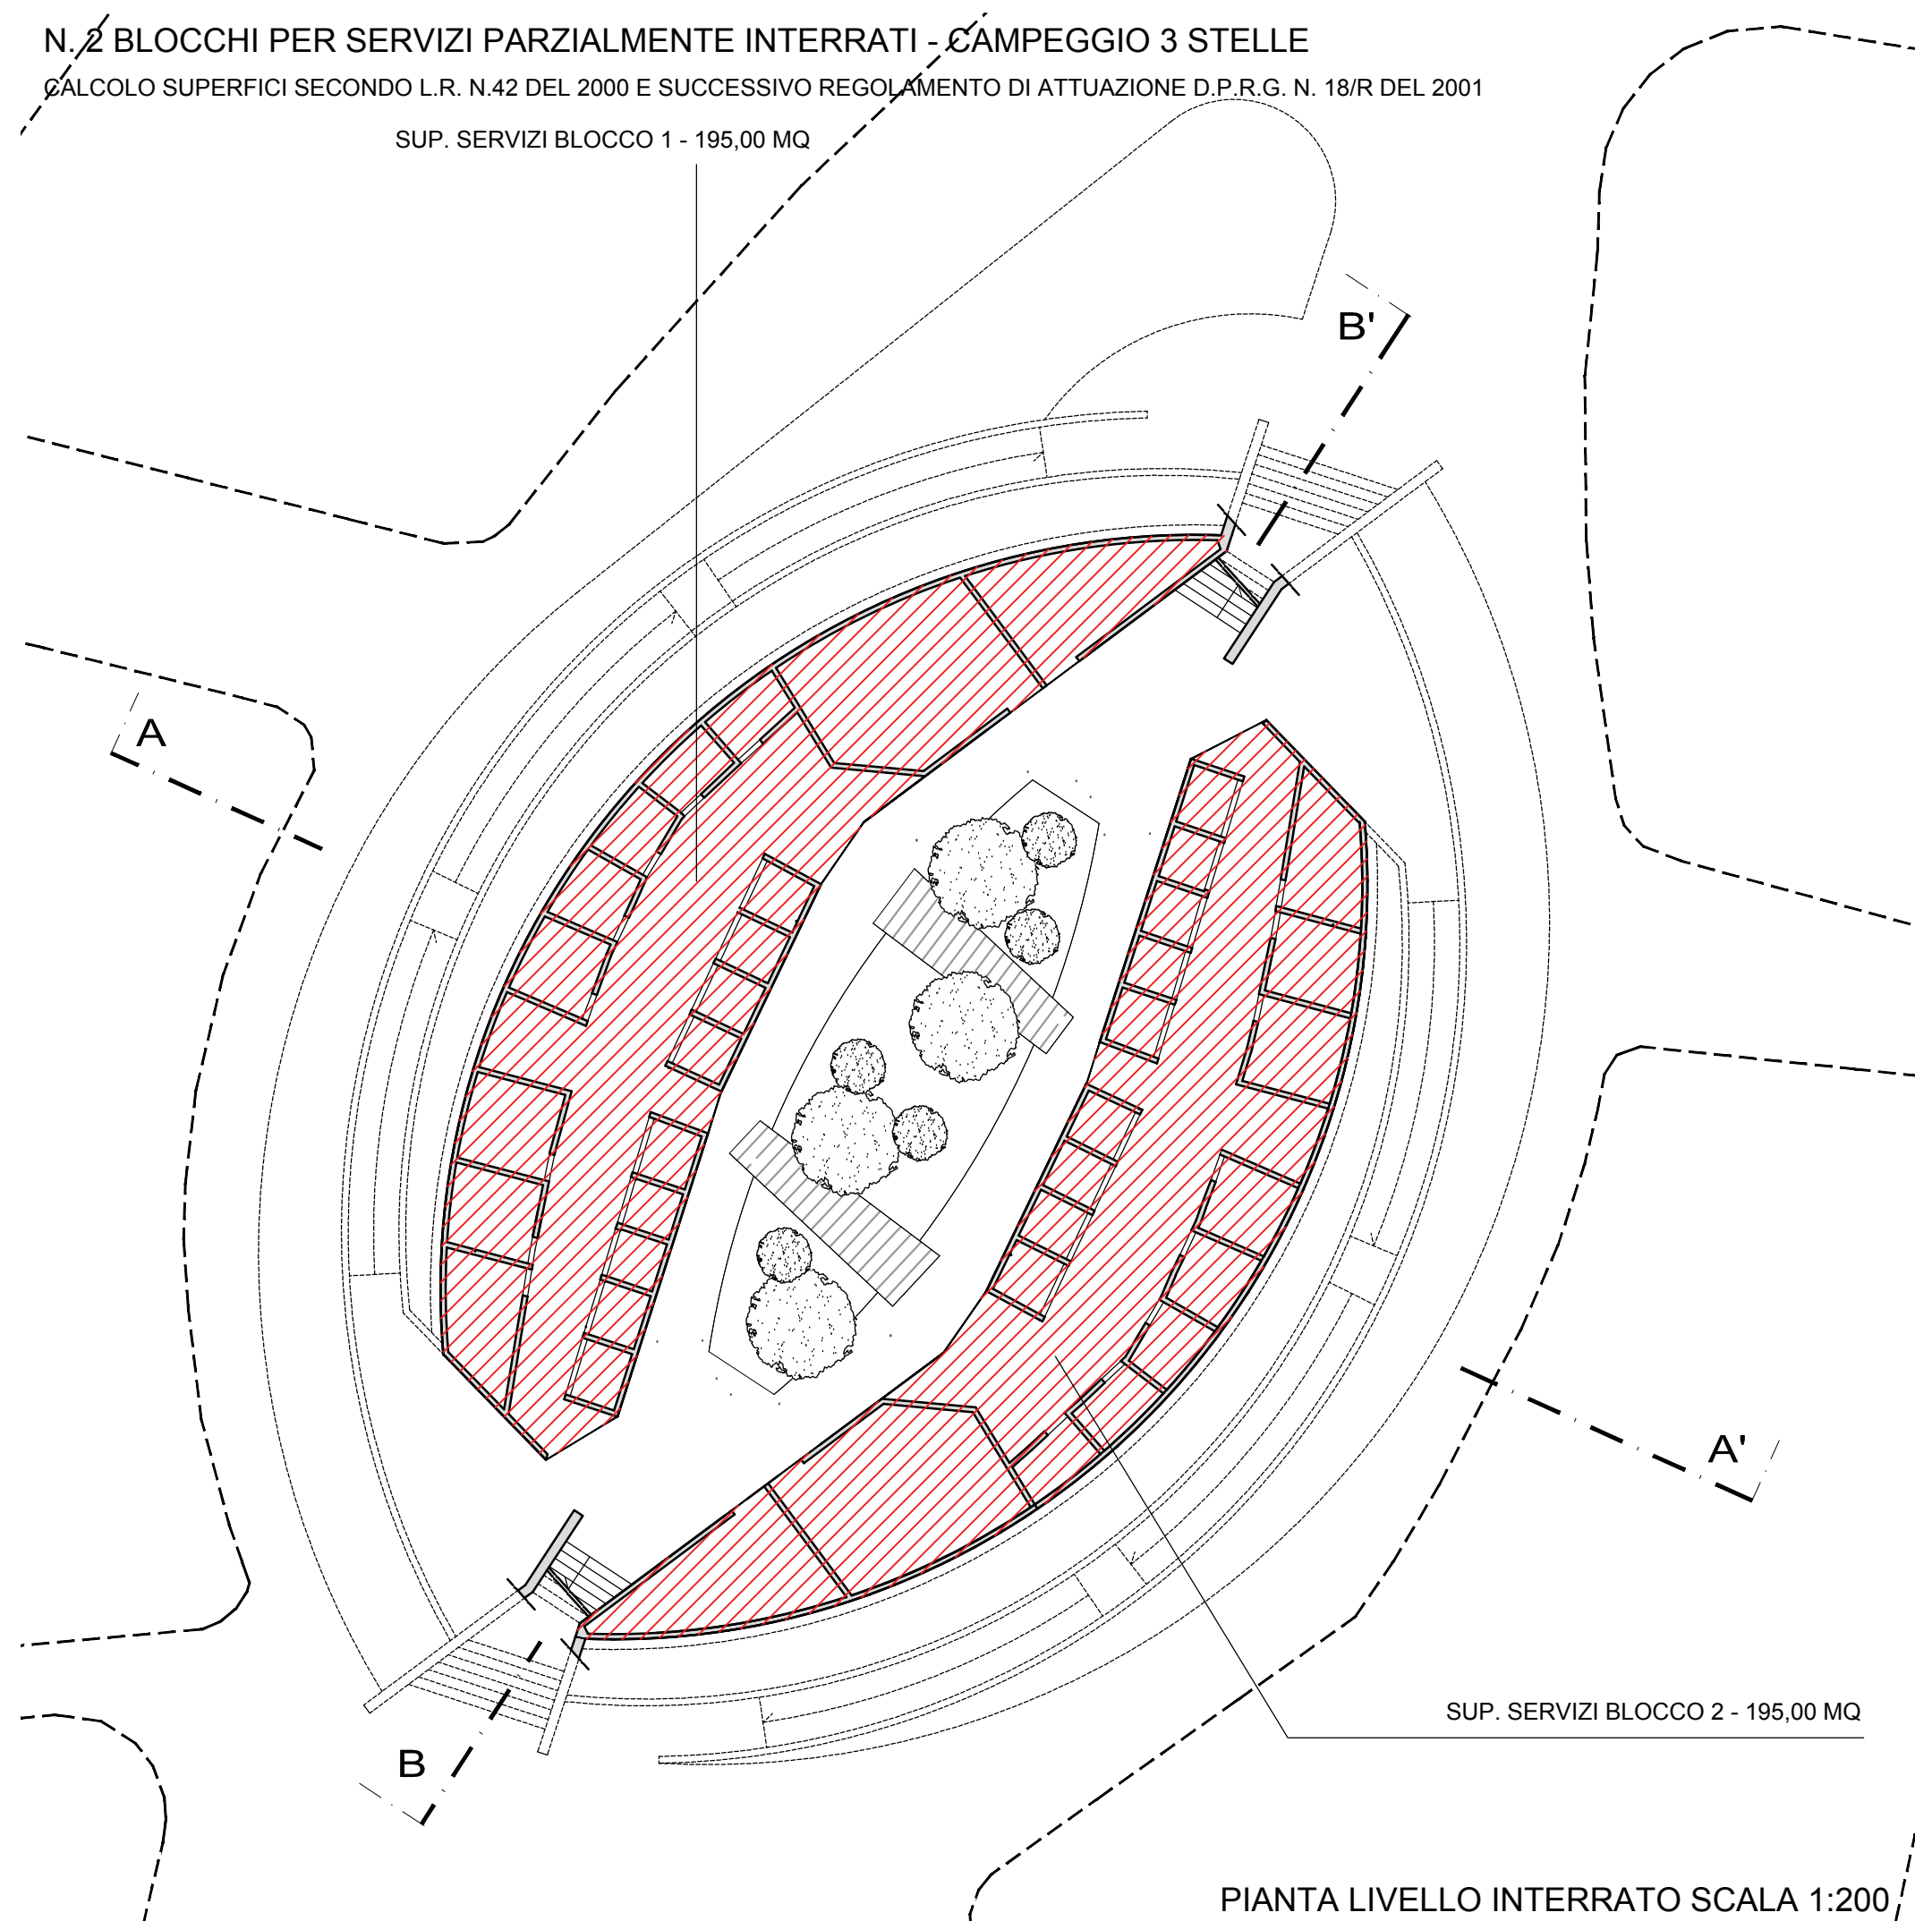 N. 2 BLOCCHI PER SERVIZI PARZIALMENTE INTERRATI - CAMPEGGIO 3 STELLE
CALCOLO SUPERFICI SECONDO L.R. N.42 DEL 2000 E SUCCESSIVO REGOLAMENTO DI ATTUAZIONE D.P.R.G. N. 18/R DEL 2001
SUP. SERVIZI BLOCCO 1 - 195,00 MQ
B'
A
A'
SUP. SERVIZI BLOCCO 2 - 195,00 MQ
B
PIANTA LIVELLO INTERRATO SCALA 1:200